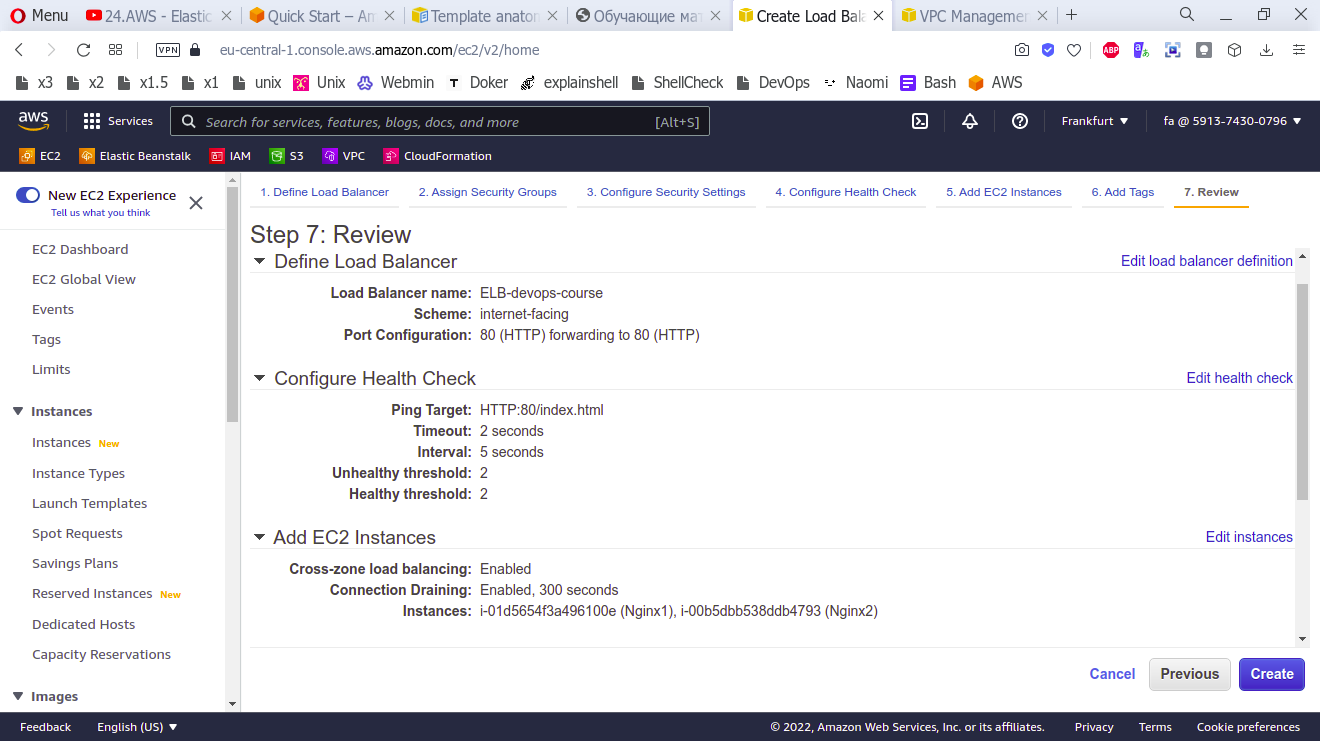 Menu
24.AWS - Elastic
Quick Start – Am
Template anaton
Обучающие мат
Create Load Bala
VPC Managemen
VPN
eu-central-1.console.aws.amazon.com/ec2/v2/home
ABP
x3
x2
x1.5
x1
unix
Unix
Webmin
Doker
explainshell
ShellCheck
DevOps
Naomi
Bash
AWS
aws
Services
Search for services, features, blogs, docs, and more
[Alt+S]
Frankfurt
fa @ 5913-7430-0796
EC2
Elastic Beanstalk
IAM
S3
VPC
CloudFormation
New EC2 Experience
Tell us what you think
EC2 Dashboard
EC2 Global View
Events
Tags
Limits
Instances
Instances New
Instance Types
Launch Templates
Spot Requests
Savings Plans
Reserved Instances New
Dedicated Hosts
Capacity Reservations
Images
1. Define Load Balancer
2. Assign Security Groups
3. Configure Security Settings
4. Configure Health Check
5. Add EC2 Instances
6. Add Tags
7. Review
Step 7: Review
Define Load Balancer
Edit load balancer definition
Load Balancer name: ELB-devops-course
Scheme: internet-facing
Port Configuration: 80 (HTTP) forwarding to 80 (HTTP)
Configure Health Check
Edit health check
Ping Target: HTTP:80/index.html
Timeout: 2 seconds
Interval: 5 seconds
Unhealthy threshold: 2
Healthy threshold: 2
Add EC2 Instances
Edit instances
Cross-zone load balancing: Enabled
Connection Draining: Enabled, 300 seconds
Instances: i-01d5654f3a496100e (Nginx1), i-00b5dbb538ddb4793 (Nginx2)
Cancel
Previous
Create
Feedback
English (US)
© 2022, Amazon Web Services, Inc. or its affiliates.
Privacy
Terms
Cookie preferences